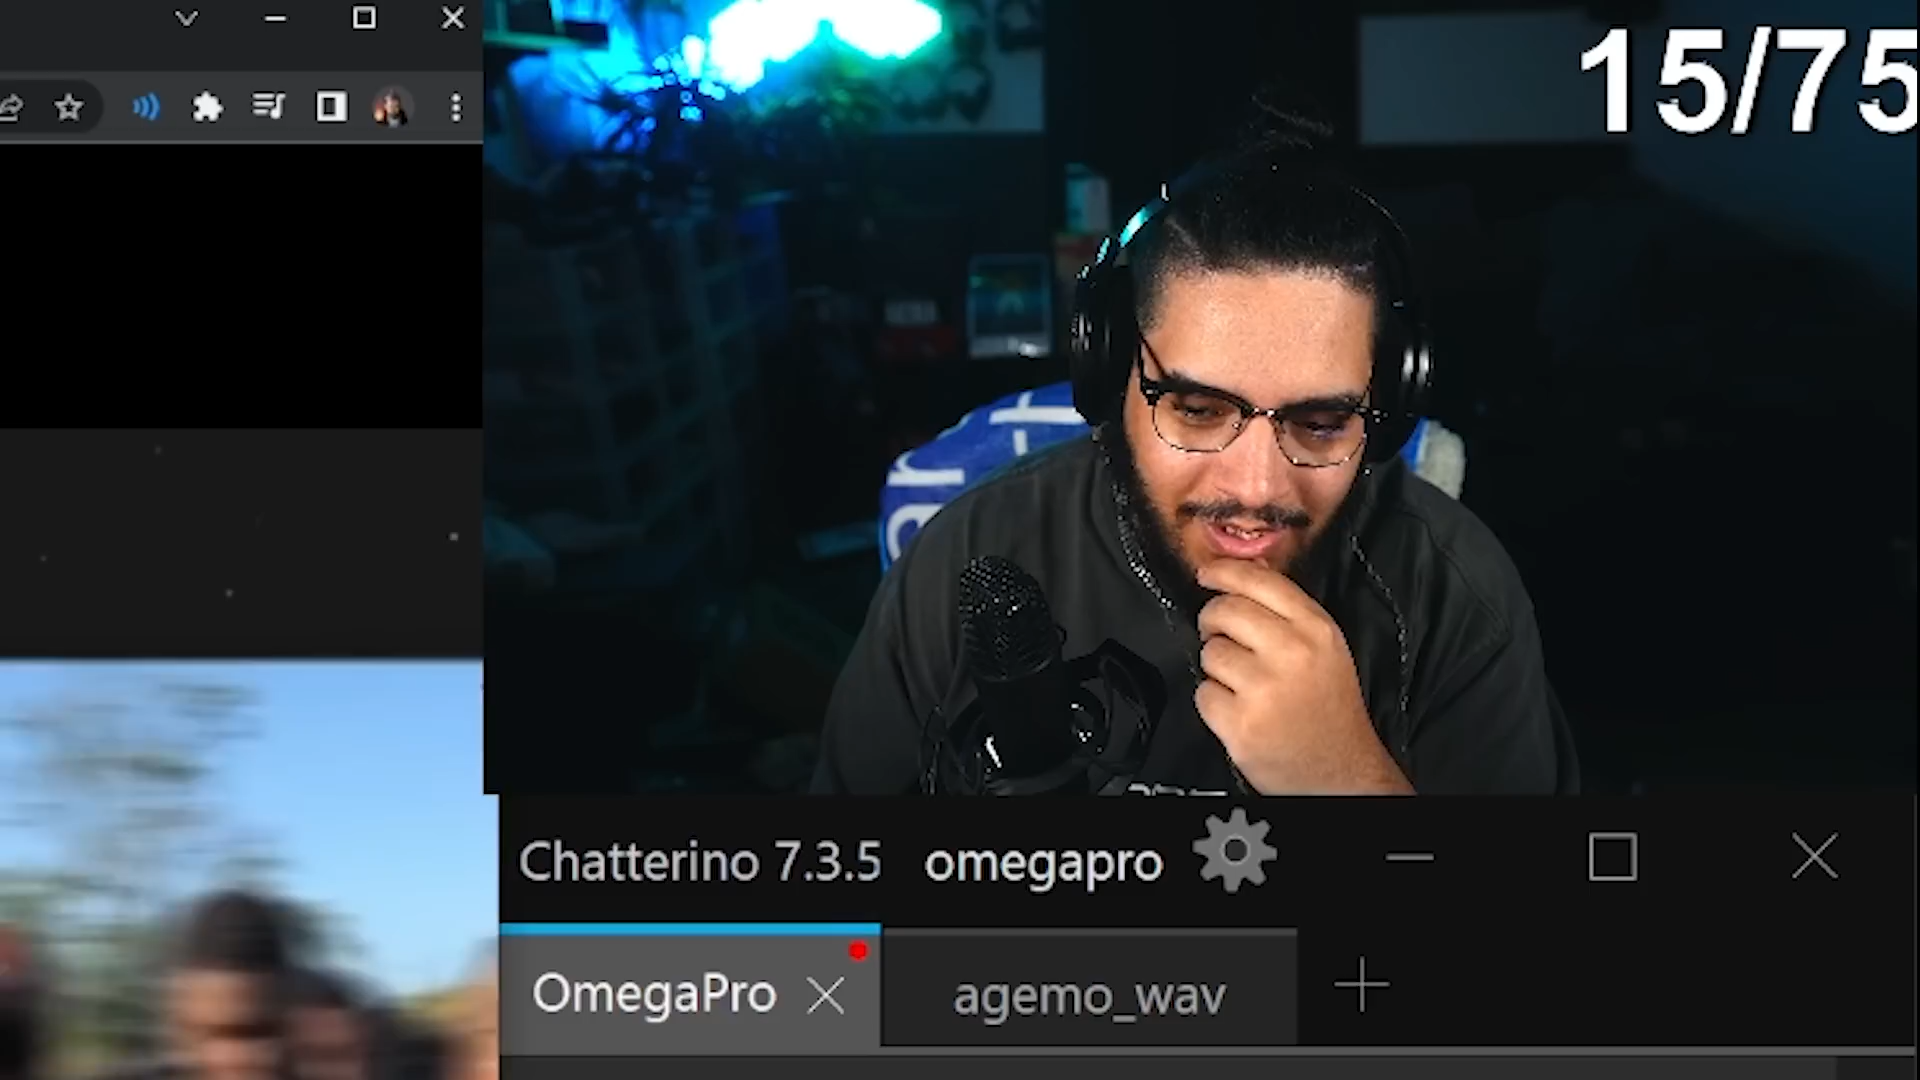 15/75
Chatterino 7.3.5 omegapro
OmegaPro
agemo_wav